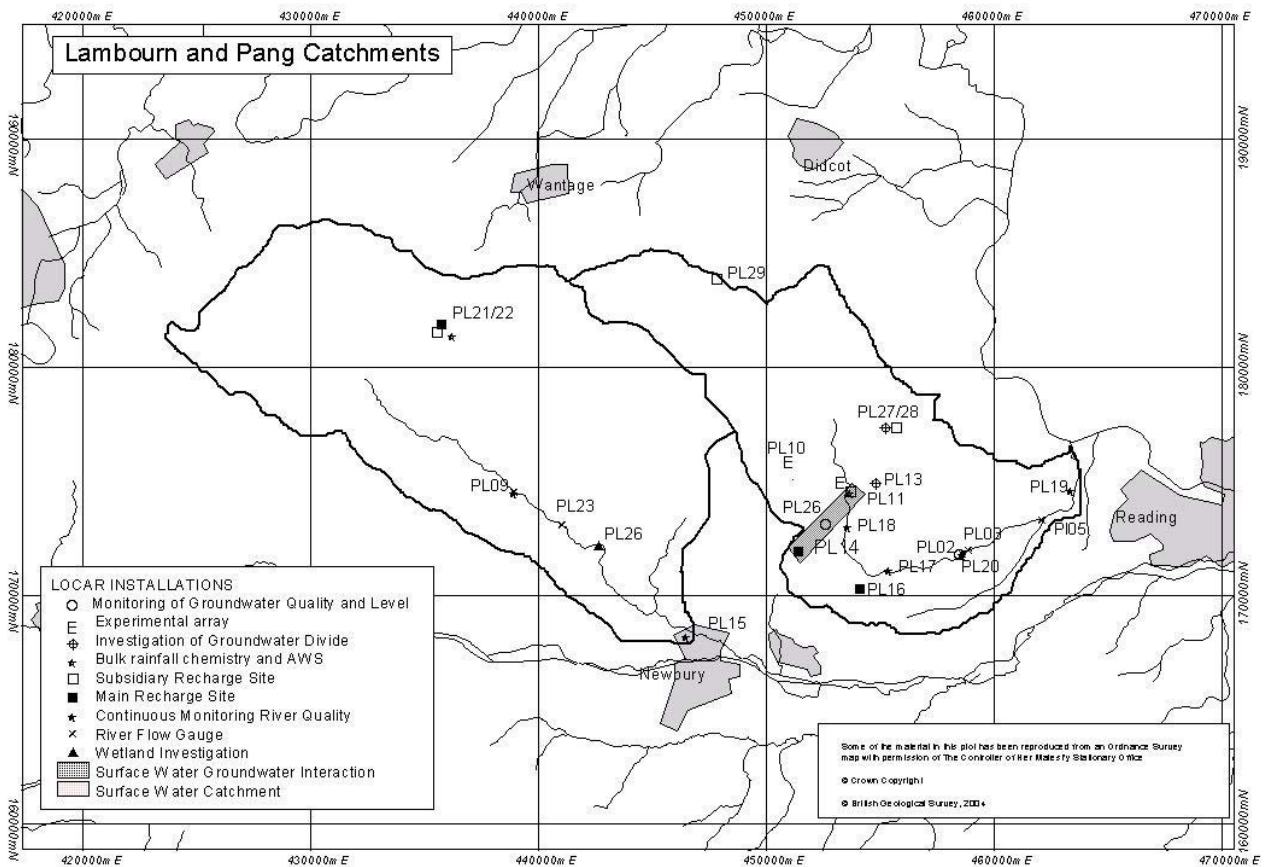 420000m E
430000m E
440000m E
450000m E
460000m E
470000m E
Lambourn and Pang Catchments
190000mN
190000mN
Didcot
Wantage
PL29
PL21/22
180000mN
180000mN
PL27/28
PL10
E
E
PL13
PL09
PL11
PL19
PL23
PL26
Reading
PL26
PL18
PL05
PL03
PL14
PL02
PL17
PL20
PL16
170000mN
170000mN
PL15
Newbury
LOCAR INSTALLATIONS
Monitoring of Groundwater Quality and Level
E Experimental array
Investigation of Groundwater Divide
Bulk rainfall chemistry and AWS
Subsidiary Recharge Site
Main Recharge Site
Continuous Monitoring River Quality
River Flow Gauge
Wetland Investigation
Surface Water Groundwater Interaction
Surface Water Catchment
Some of the material in this plot has been reproduced from an Ordnance Survey
map with permission of The Controller of Her Majesty Stationary Office
© Crown Copyright
© British Geological Survey, 2004
160000mN
160000mN
420000m E
430000m E
440000m E
450000m E
460000m E
470000m E